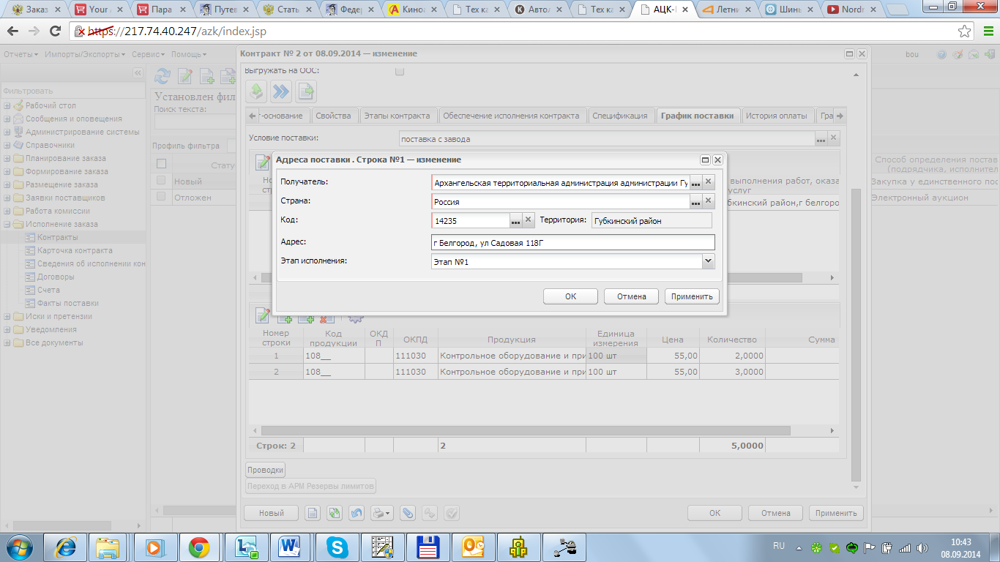 Заказ
Your
Пара
Путев
Стать
Федер
Кино
Тех ка
Автол
Тех ка
АЦК-
Летни
Шинь
Nordr
https://217.74.40.247/azk/index.jsp
Отчеты Импорты/Экспорты Сервис Помощь
Контракт № 2 от 08.09.2014 — изменение
bou
Фильтровать
Рабочий стол
Сообщения и оповещения
Администрирование системы
Справочники
Планирование заказа
Формирование заказа
Размещение заказа
Заявки поставщиков
Работа комиссии
Исполнение заказа
Контракты
Карточка контракта
Сведения об исполнении кон
Договоры
Счета
Факты поставки
Иски и претензии
Уведомления
Все документы
Установлен фил
Поиск текста:
Профиль фильтра
Стату
Новый
Отложен
Выгружать на ООС:
г-основание Свойства Этапы контракта Обеспечение исполнения контракта Спецификация График поставки История оплаты Гра
Условие поставки: поставка с завода
Адреса поставки . Строка №1 — изменение
Получатель: Архангельская территориальная администрация администрации Гу
Страна: Россия
Код: 14235 Территория: Губкинский район
Адрес: г Белгород, ул Садовая 118Г
Этап исполнения: Этап №1
ОК Отмена Применить
Но
с
выполнения работ, оказа
услуг
бкинский район,г белгоро
Способ определения постав
(подрядчика, исполнител
Закупка у единственного пос
Электронный аукцион
Номер строки Код продукции ОКДП ОКПД Продукция Единица измерения Цена Количество Сумма
1 108__ 111030 Контрольное оборудование и при 100 шт 55,00 2,0000
2 108__ 111030 Контрольное оборудование и при 100 шт 55,00 3,0000
Строк: 2 2 5,0000
Проводки
Переход в АРМ Резервы лимитов
Новый ОК Отмена Применить
RU
10:43
08.09.2014